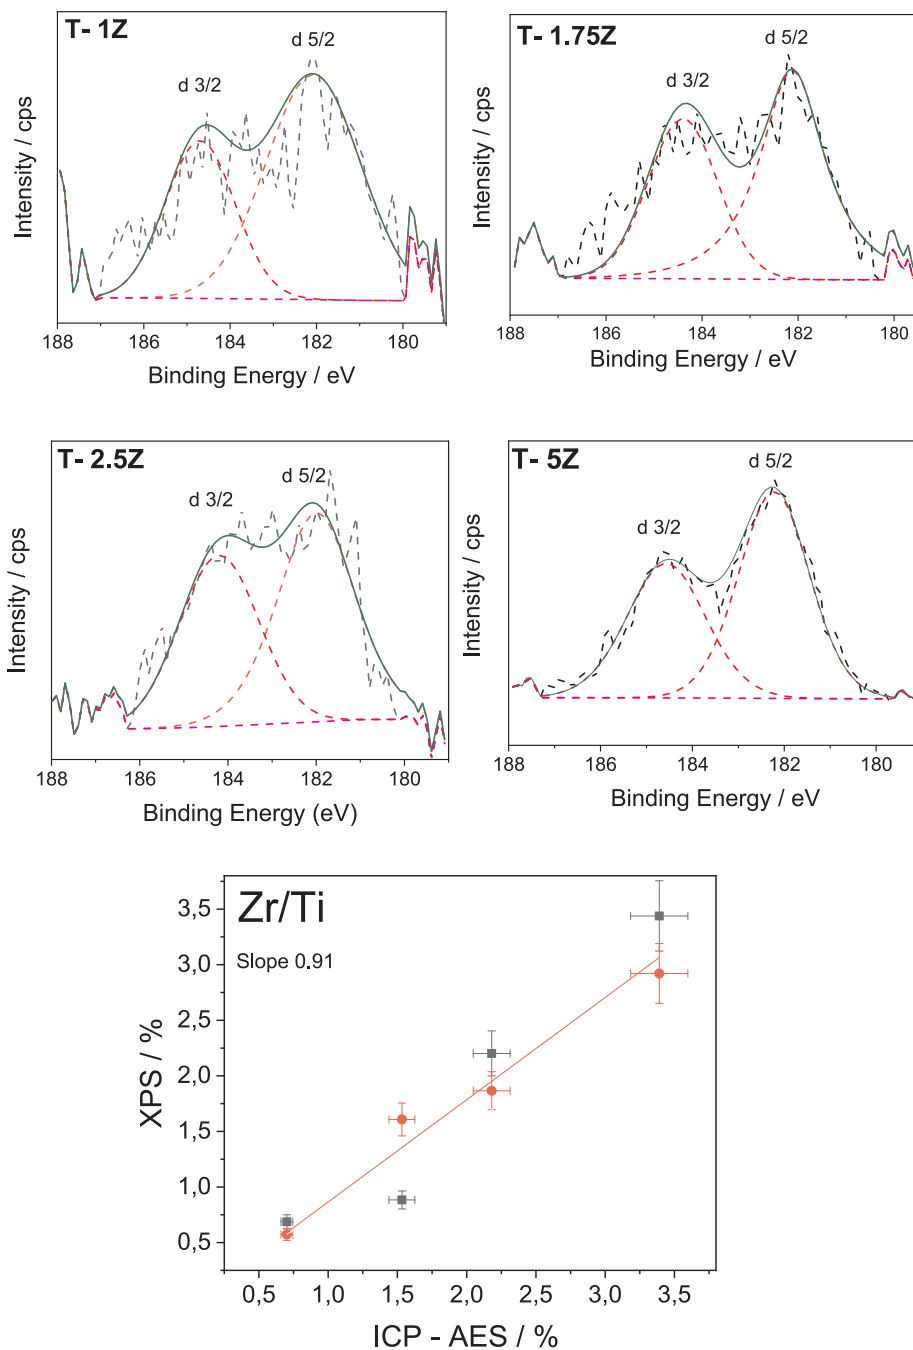 T- 1Z
d 5/2
d 3/2
Intensity / cps
188
186
184
182
180
Binding Energy / eV
T- 1.75Z
d 5/2
d 3/2
Intensity / cps
188
186
184
182
180
Binding Energy / eV
T- 2.5Z
d 3/2
d 5/2
Intensity / cps
188
186
184
182
180
Binding Energy (eV)
T- 5Z
d 5/2
d 3/2
Intensity / cps
188
186
184
182
180
Binding Energy / eV
Zr/Ti
Slope 0.91
XPS / %
3,5
3,0
2,5
2,0
1,5
1,0
0,5
0,5
1,0
1,5
2,0
2,5
3,0
3,5
ICP - AES / %